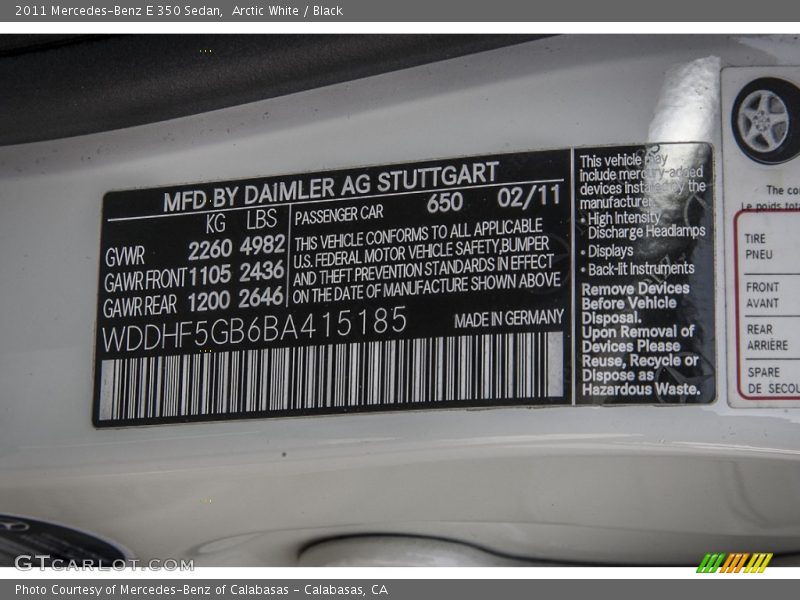 2011 Mercedes-Benz E 350 Sedan, Arctic White / Black
MFD BY DAIMLER AG STUTTGART
KG LBS PASSENGER CAR 650 02/11
GVWR 2260 4982
GAWR FRONT 1105 2436
GAWR REAR 1200 2646
THIS VEHICLE CONFORMS TO ALL APPLICABLE
U.S. FEDERAL MOTOR VEHICLE SAFETY,BUMPER
AND THEFT PREVENTION STANDARDS IN EFFECT
ON THE DATE OF MANUFACTURE SHOWN ABOVE
WDDHF5GB6BA415185 MADE IN GERMANY
This vehicle may
include mercury-added
devices installed by the
manufacturer:
• High Intensity
Discharge Headlamps
• Displays
• Back-lit Instruments
Remove Devices
Before Vehicle
Disposal.
Upon Removal of
Devices Please
Reuse, Recycle or
Dispose as
Hazardous Waste.
The co
Le poids tot
TIRE
PNEU
FRONT
AVANT
REAR
ARRIÈRE
SPARE
DE SECOU
GTCARLOT.COM
Photo Courtesy of Mercedes-Benz of Calabasas - Calabasas, CA